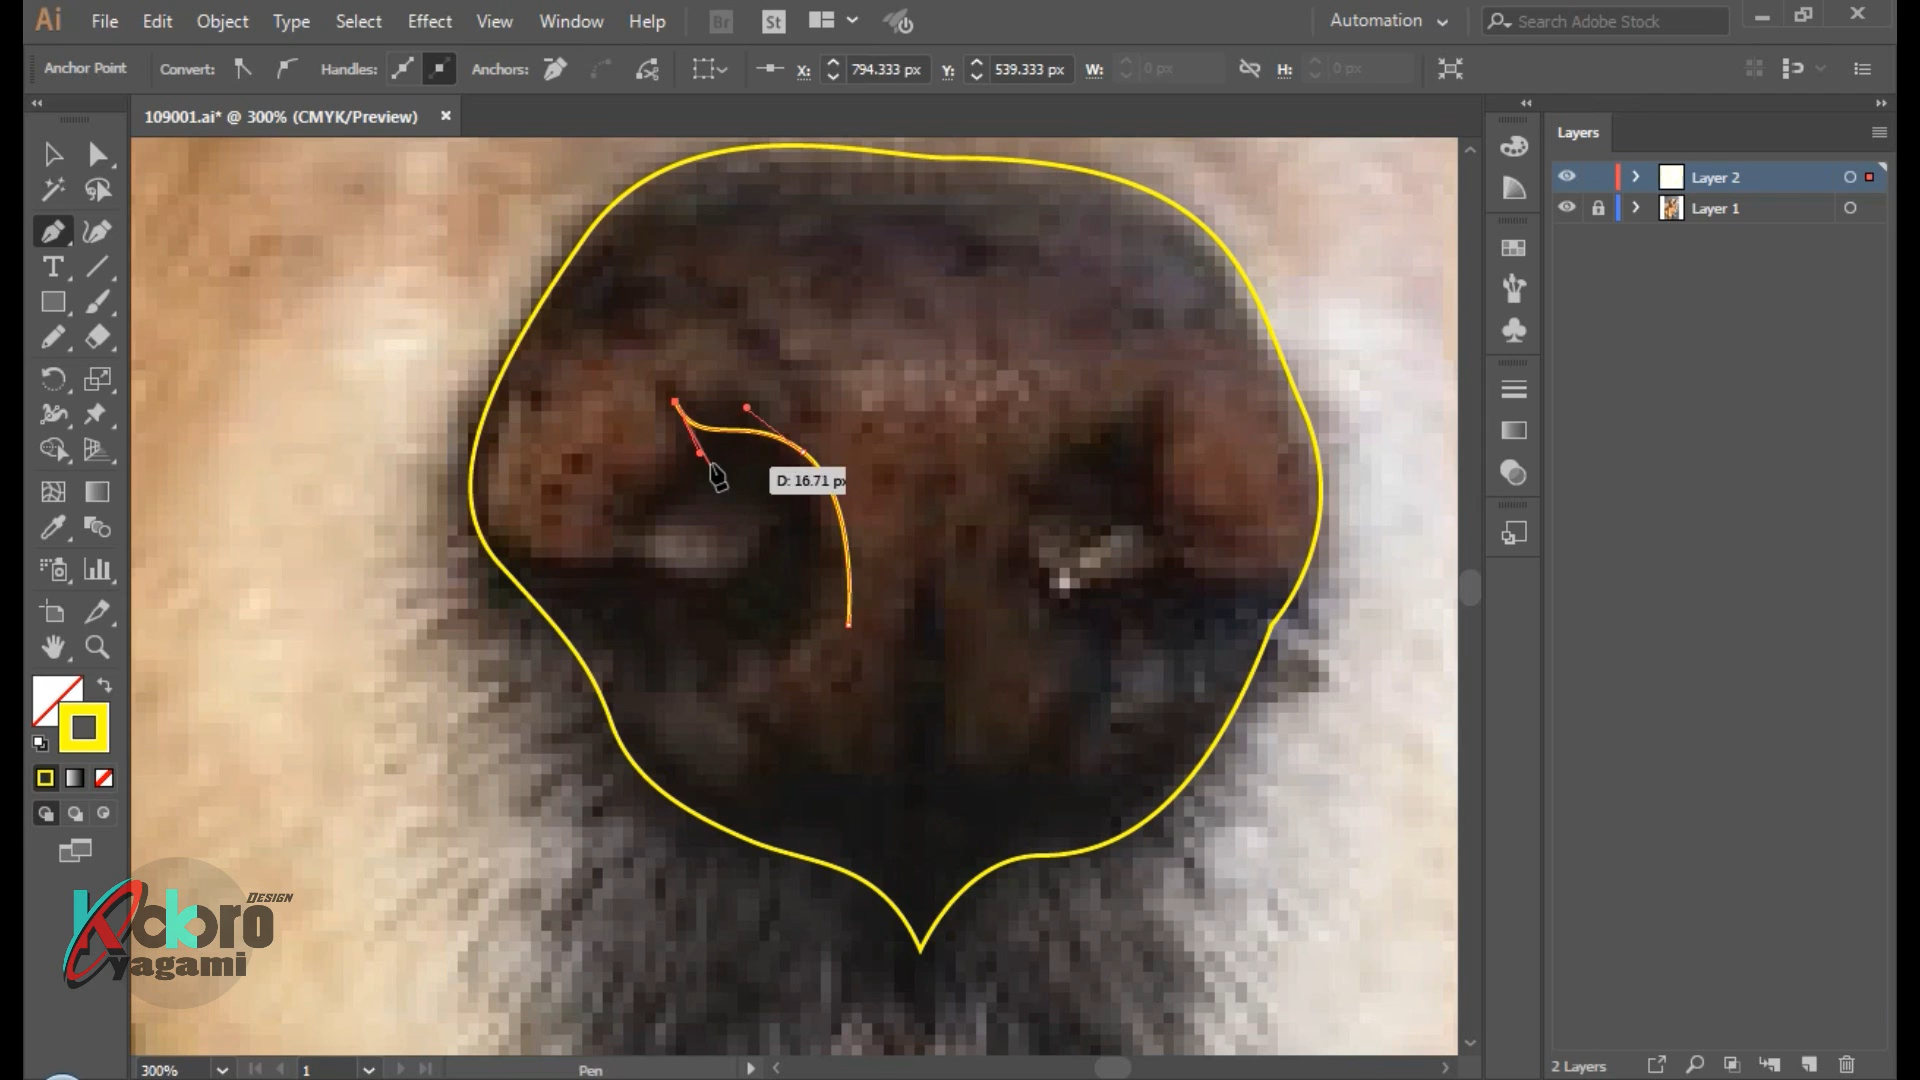 Ai File Edit Object Type Select Effect View Window Help Br St Automation Search Adobe Stock
Anchor Point Convert: Handles: Anchors: X: 794.333 px Y: 539.333 px W: 0 px H: 0 px
109001.ai* @ 300% (CMYK/Preview)
Layers
Layer 2
Layer 1
D: 16.71 px
DESIGN
Kokoro
yagami
300% 1 Pen
2 Layers